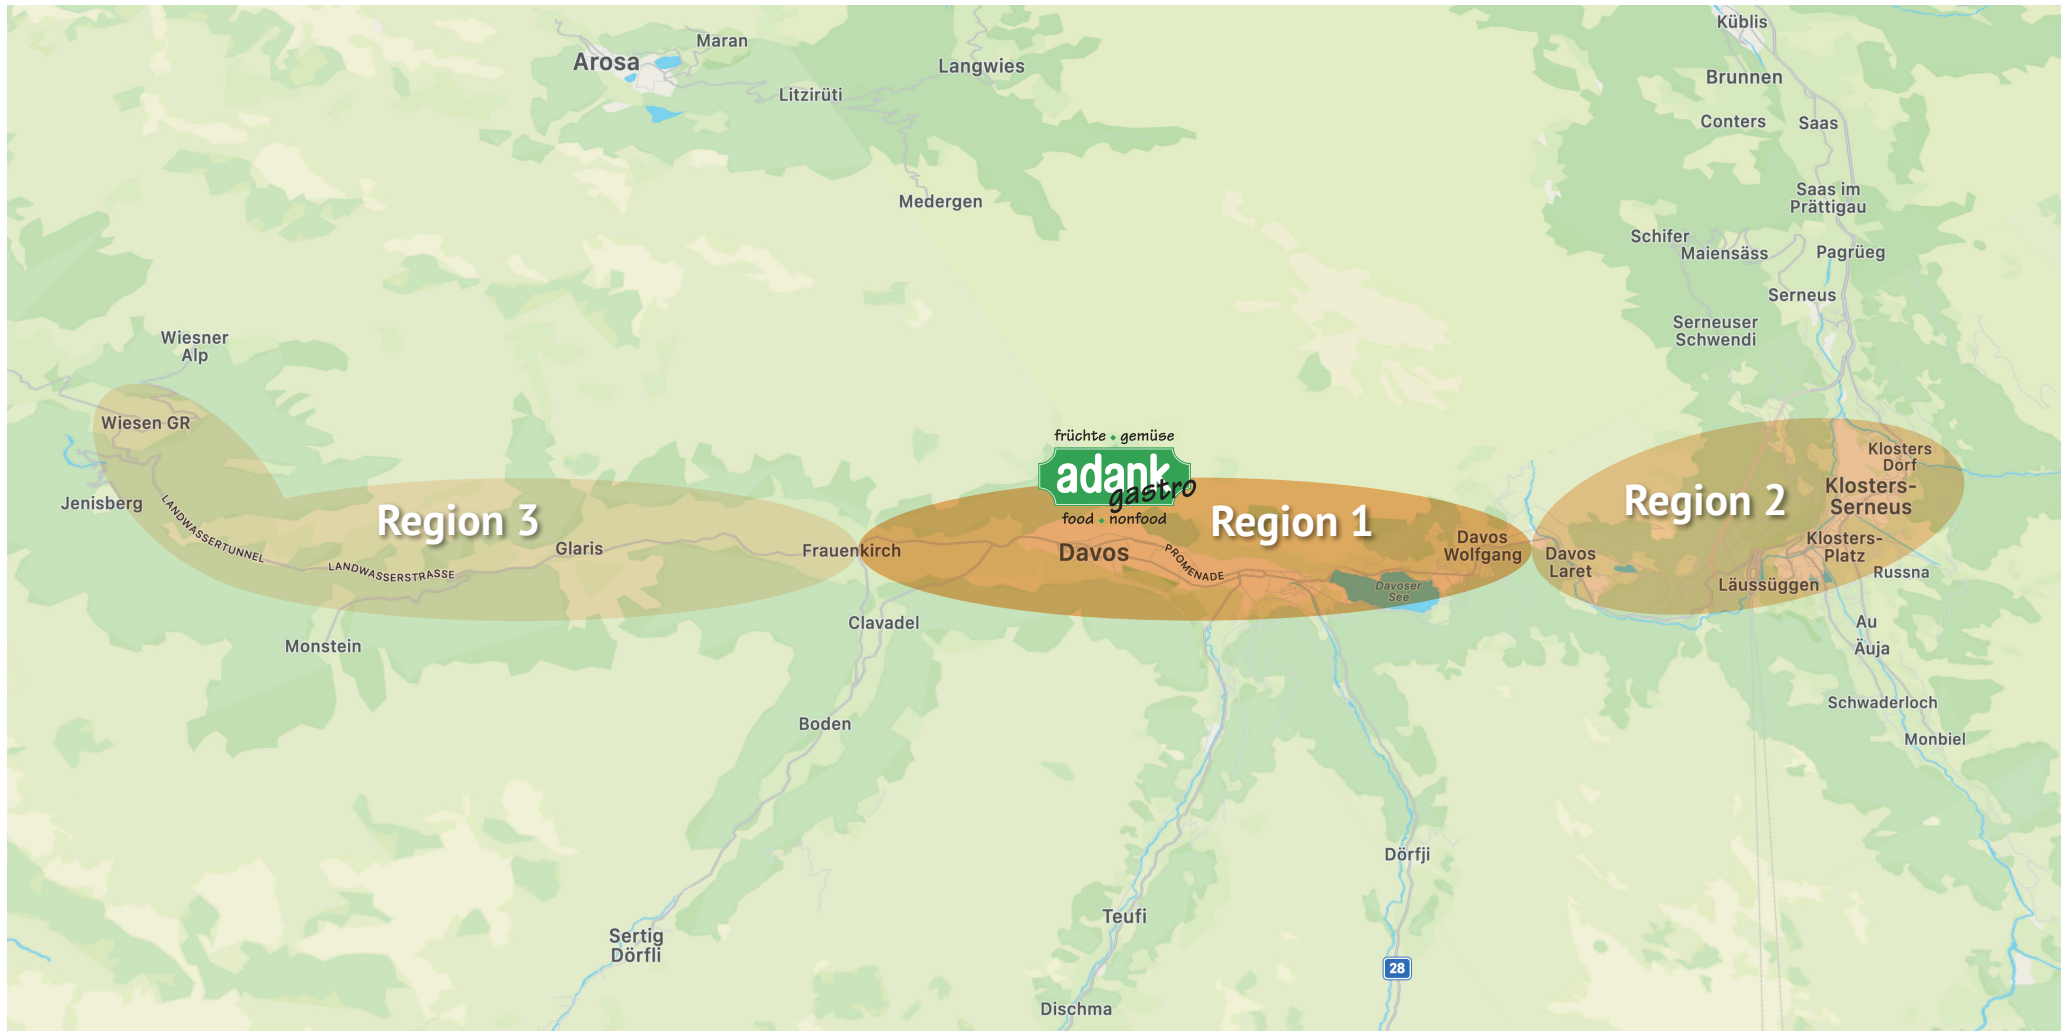 Küblis
Maran
Arosa
Langwies
Brunnen
Litzirüti
Conters
Saas
Medergen
Saas im
Prättigau
Schifer
Maiensäss
Pagrüeg
Serneus
Serneuser
Schwendi
Wiesner
Alp
Wiesen GR
Jenisberg
LANDWASSERTUNNEL
Region 3
LANDWASSERSTRASSE
Glaris
Frauenkirch
Monstein
früchte • gemüse
adank
gastro
food • nonfood
Region 1
Davos
PROMENADE
Davoser
See
Davos
Wolfgang
Region 2
Davos
Laret
Klosters
Dorf
Klosters-
Serneus
Klosters-
Platz
Russna
Läussüggen
Au
Äuja
Clavadel
Schwaderloch
Boden
Monbiel
Dörfji
Teufi
Sertig
Dörfli
28
Dischma